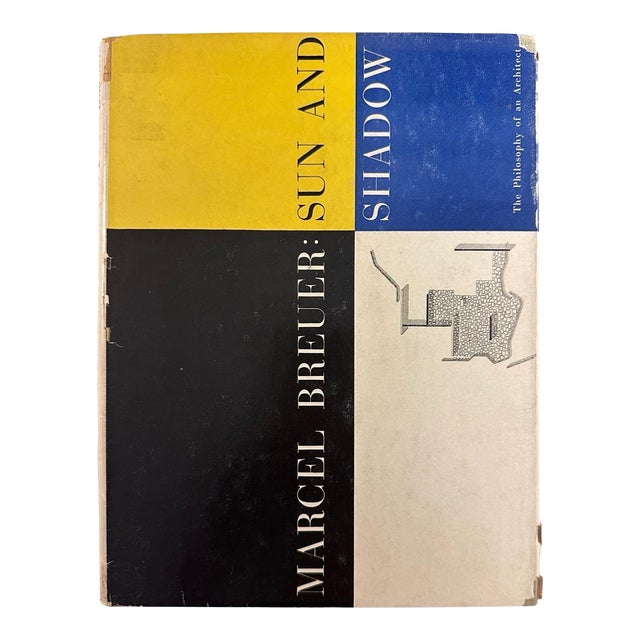 MARCEL BREUER: SUN AND
SHADOW
The Philosophy of an Architect